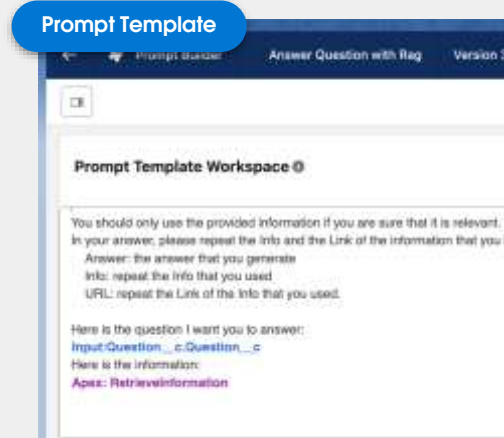 Prompt Template
Prompt Builder Answer Question with Rag Version 3
Prompt Template Workspace
You should only use the provided information if you are sure that it is relevant.
In your answer, please repeat the Info and the Link of the information that you
Answer: the answer that you generate
Info: repeat the Info that you used
URL: repeat the Link of the Info that you used.
Here is the question I want you to answer:
Input:Question__c.Question__c
Here is the information:
Apex: RetrieveInformation